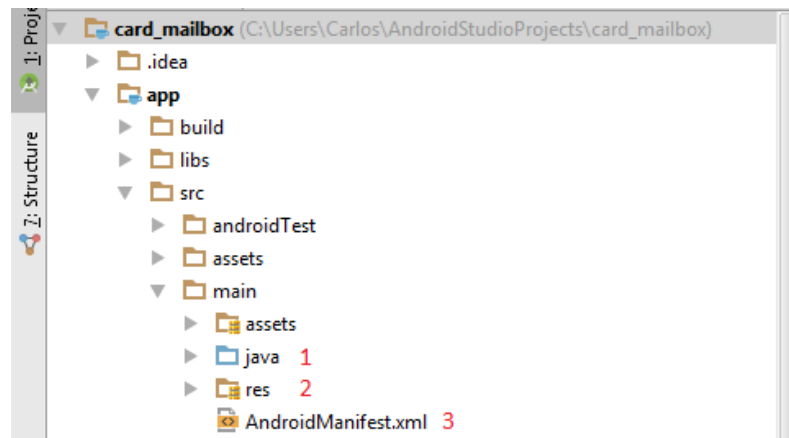 1: Proje
7: Structure
card_mailbox (C:\Users\Carlos\AndroidStudioProjects\card_mailbox)
.idea
app
build
libs
src
androidTest
assets
main
assets
java 1
res 2
AndroidManifest.xml 3